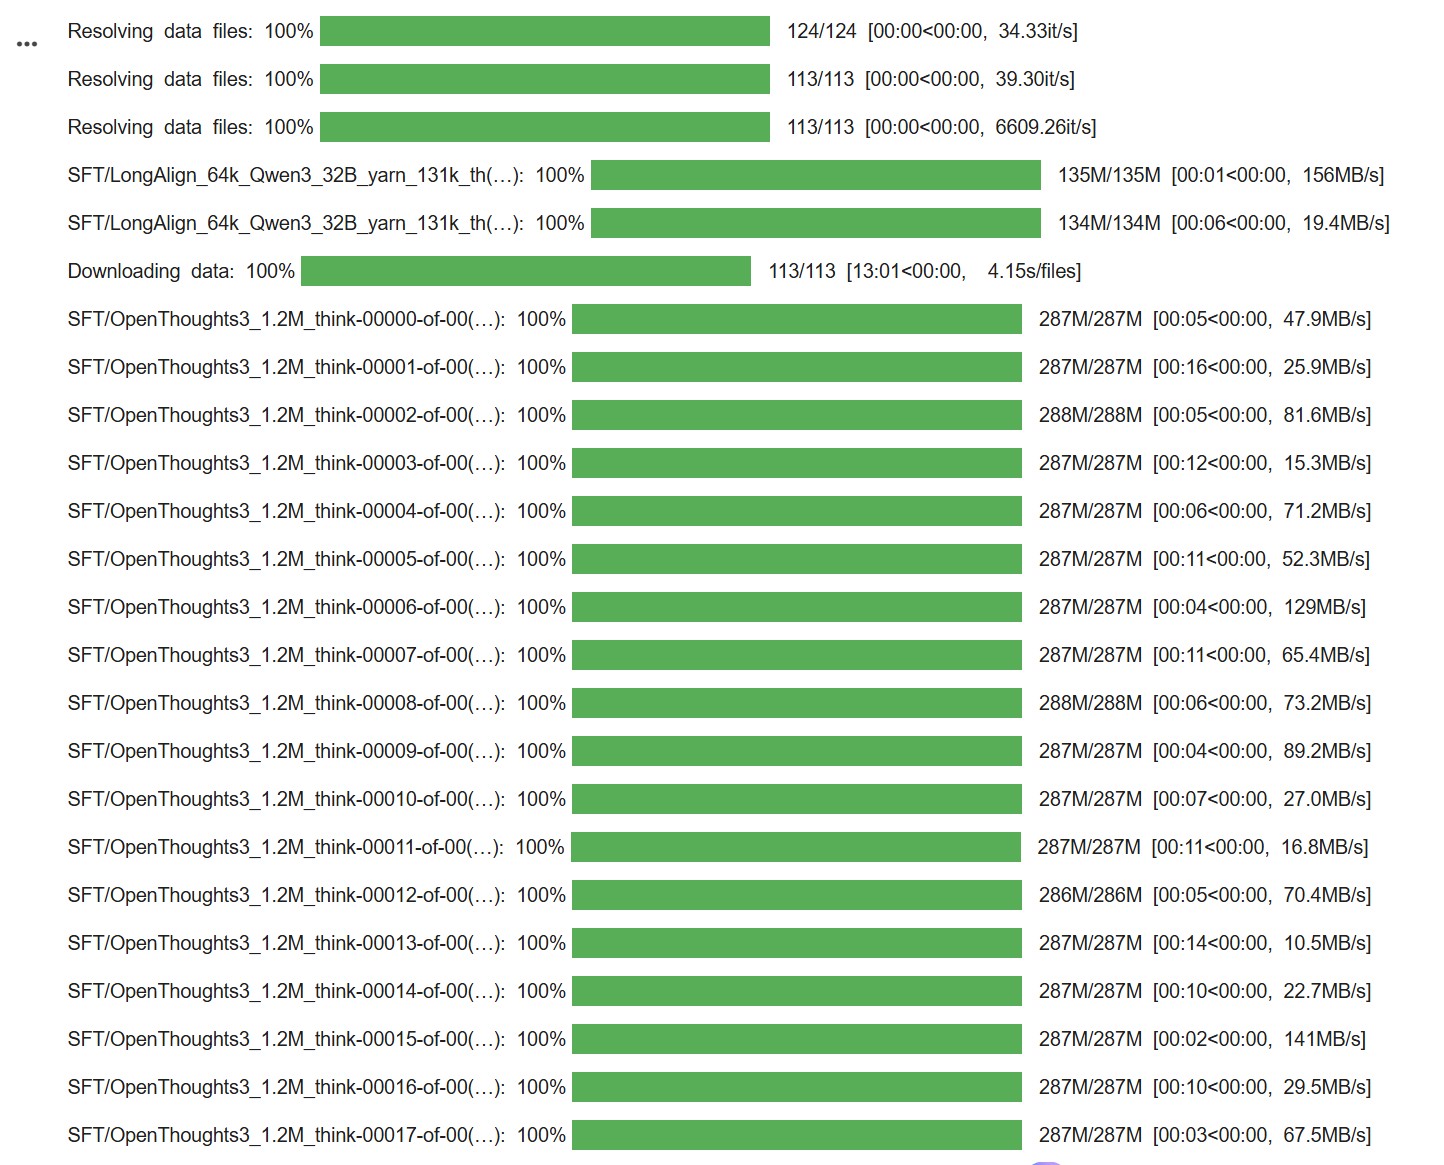 Resolving data files: 100% 124/124 [00:00<00:00, 34.33it/s]
Resolving data files: 100% 113/113 [00:00<00:00, 39.30it/s]
Resolving data files: 100% 113/113 [00:00<00:00, 6609.26it/s]
SFT/LongAlign_64k_Qwen3_32B_yarn_131k_th(…): 100% 135M/135M [00:01<00:00, 156MB/s]
SFT/LongAlign_64k_Qwen3_32B_yarn_131k_th(…): 100% 134M/134M [00:06<00:00, 19.4MB/s]
Downloading data: 100% 113/113 [13:01<00:00, 4.15s/files]
SFT/OpenThoughts3_1.2M_think-00000-of-00(…): 100% 287M/287M [00:05<00:00, 47.9MB/s]
SFT/OpenThoughts3_1.2M_think-00001-of-00(…): 100% 287M/287M [00:16<00:00, 25.9MB/s]
SFT/OpenThoughts3_1.2M_think-00002-of-00(…): 100% 288M/288M [00:05<00:00, 81.6MB/s]
SFT/OpenThoughts3_1.2M_think-00003-of-00(…): 100% 287M/287M [00:12<00:00, 15.3MB/s]
SFT/OpenThoughts3_1.2M_think-00004-of-00(…): 100% 287M/287M [00:06<00:00, 71.2MB/s]
SFT/OpenThoughts3_1.2M_think-00005-of-00(…): 100% 287M/287M [00:11<00:00, 52.3MB/s]
SFT/OpenThoughts3_1.2M_think-00006-of-00(…): 100% 287M/287M [00:04<00:00, 129MB/s]
SFT/OpenThoughts3_1.2M_think-00007-of-00(…): 100% 287M/287M [00:11<00:00, 65.4MB/s]
SFT/OpenThoughts3_1.2M_think-00008-of-00(…): 100% 288M/288M [00:06<00:00, 73.2MB/s]
SFT/OpenThoughts3_1.2M_think-00009-of-00(…): 100% 287M/287M [00:04<00:00, 89.2MB/s]
SFT/OpenThoughts3_1.2M_think-00010-of-00(…): 100% 287M/287M [00:07<00:00, 27.0MB/s]
SFT/OpenThoughts3_1.2M_think-00011-of-00(…): 100% 287M/287M [00:11<00:00, 16.8MB/s]
SFT/OpenThoughts3_1.2M_think-00012-of-00(…): 100% 286M/286M [00:05<00:00, 70.4MB/s]
SFT/OpenThoughts3_1.2M_think-00013-of-00(…): 100% 287M/287M [00:14<00:00, 10.5MB/s]
SFT/OpenThoughts3_1.2M_think-00014-of-00(…): 100% 287M/287M [00:10<00:00, 22.7MB/s]
SFT/OpenThoughts3_1.2M_think-00015-of-00(…): 100% 287M/287M [00:02<00:00, 141MB/s]
SFT/OpenThoughts3_1.2M_think-00016-of-00(…): 100% 287M/287M [00:10<00:00, 29.5MB/s]
SFT/OpenThoughts3_1.2M_think-00017-of-00(…): 100% 287M/287M [00:03<00:00, 67.5MB/s]